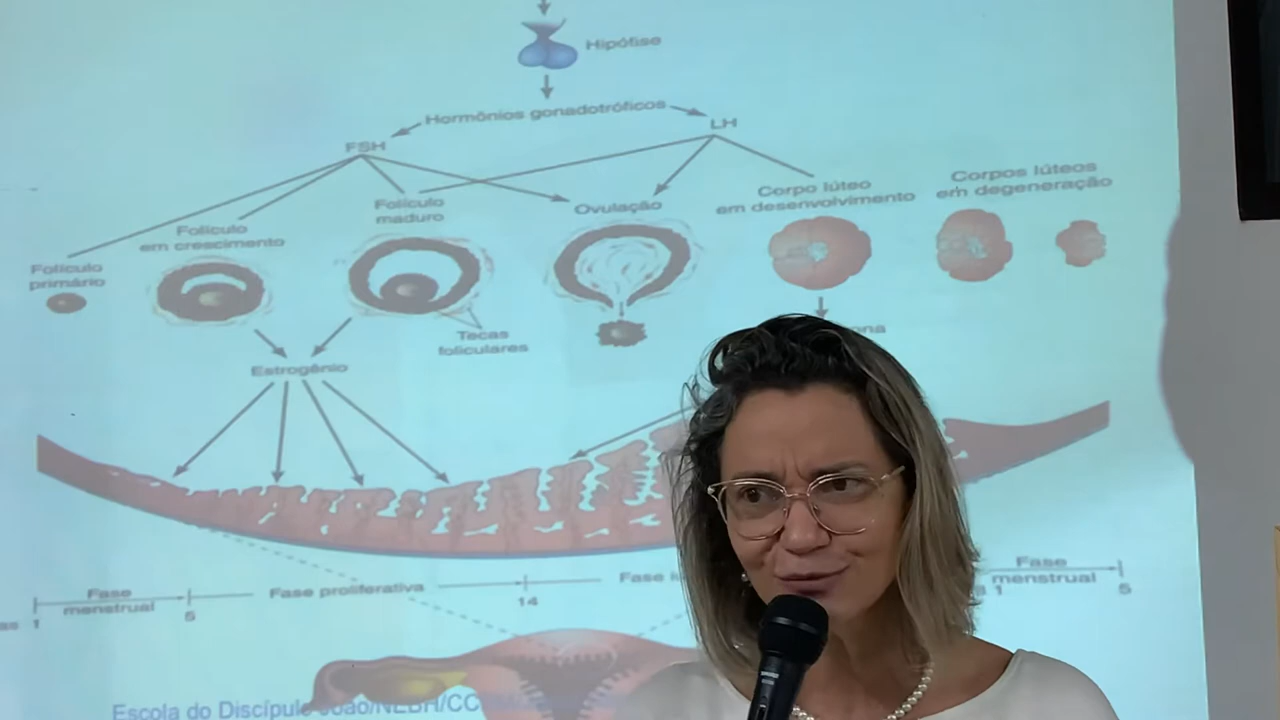 Hipófise
Hormônios gonadotróficos
FSH
LH
Folículo
primário
Folículo
em crescimento
Folículo
maduro
Ovulação
Corpo lúteo
em desenvolvimento
Corpos lúteos
em degeneração
Tecas
foliculares
Estrogênio
1
Fase
menstrual
5
Fase proliferativa
14
Fase
1
Fase
menstrual
5
Escola do Discípulo João/NEBH/CC
SHURE